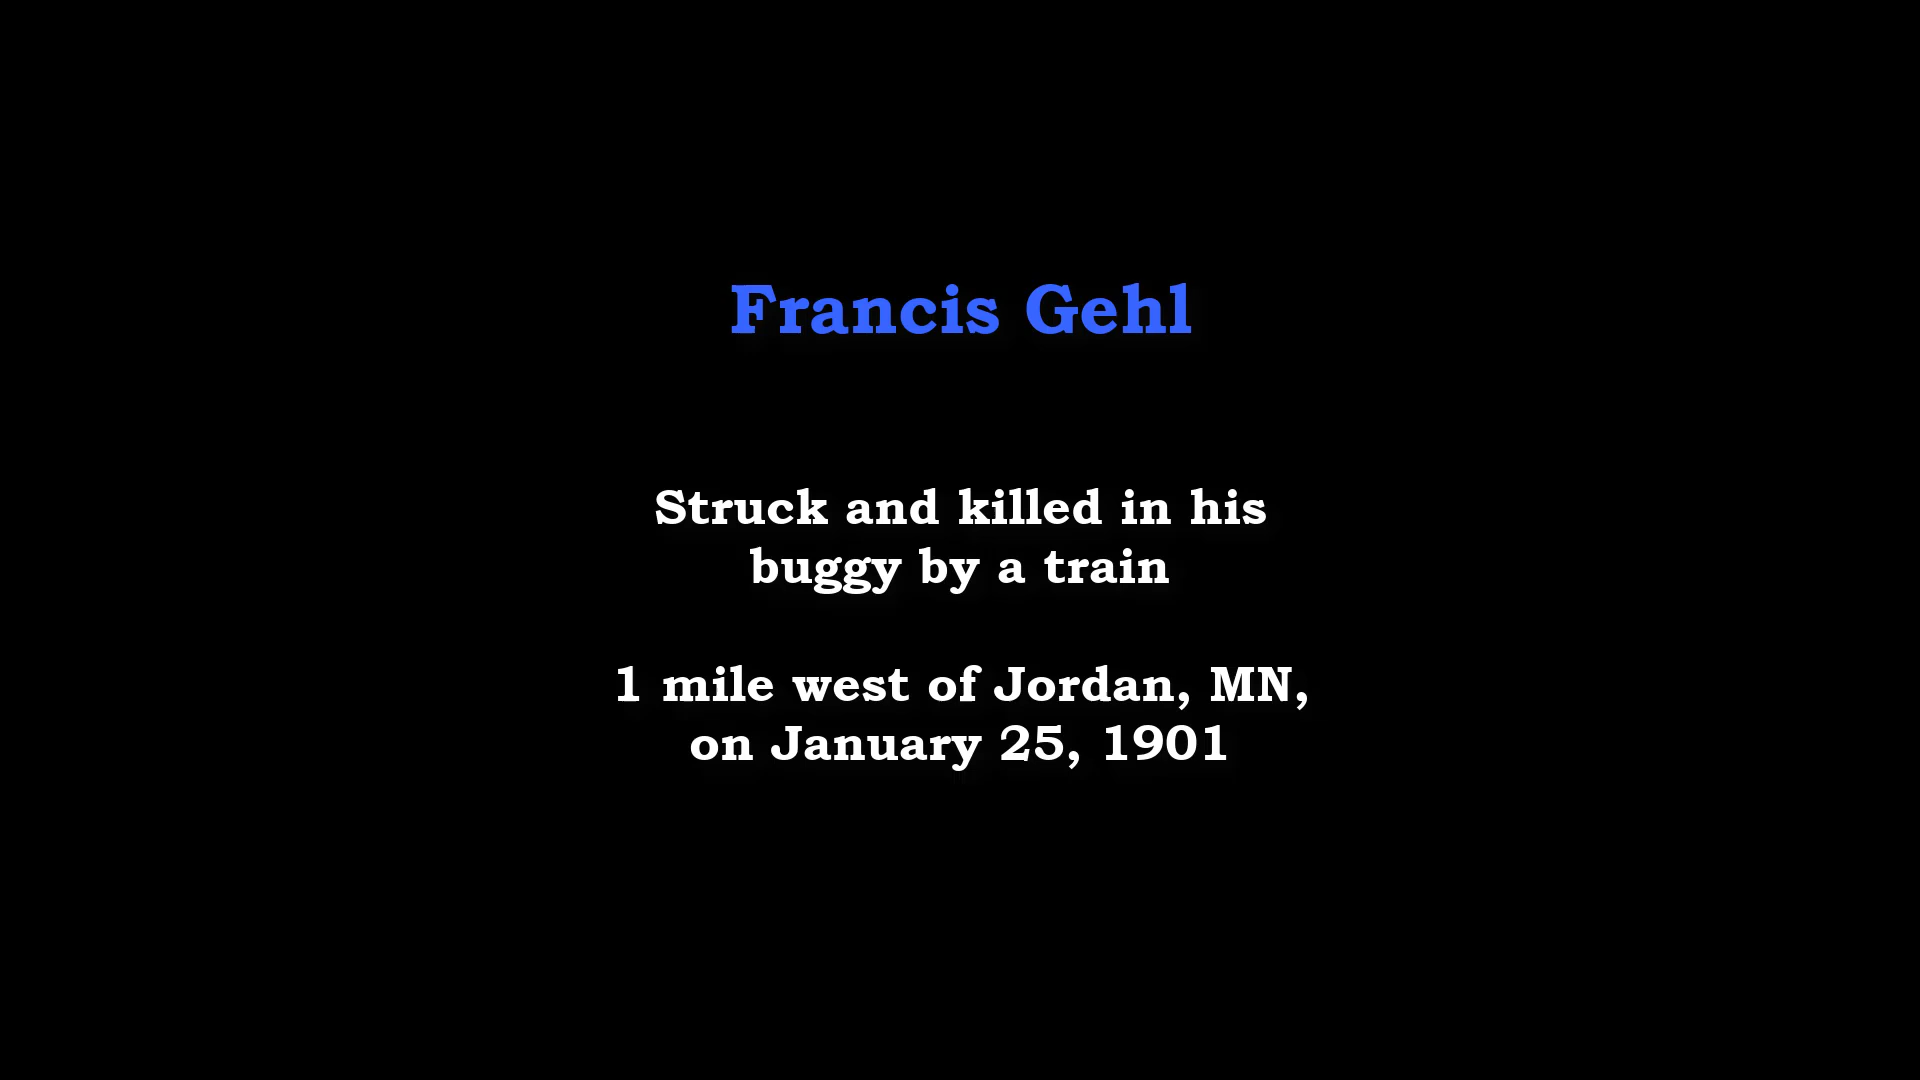 Francis Gehl
Struck and killed in his
buggy by a train
1 mile west of Jordan, MN,
on January 25, 1901